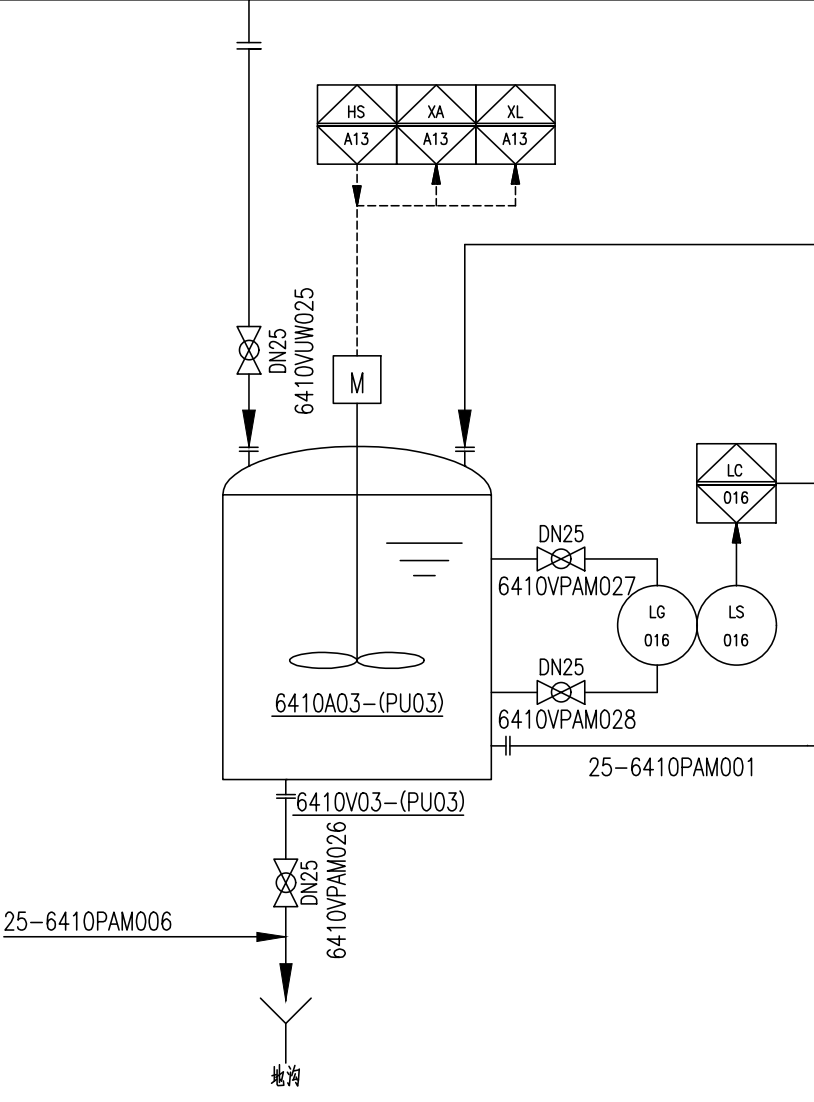 HS
XA
XL
A13
A13
A13
DN25
6410VUW025
M
LC
016
DN25
6410VPAM027
LG
016
LS
016
DN25
6410VPAM028
6410A03-(PU03)
25-6410PAM001
6410V03-(PU03)
DN25
6410VPAM026
25-6410PAM006
地沟